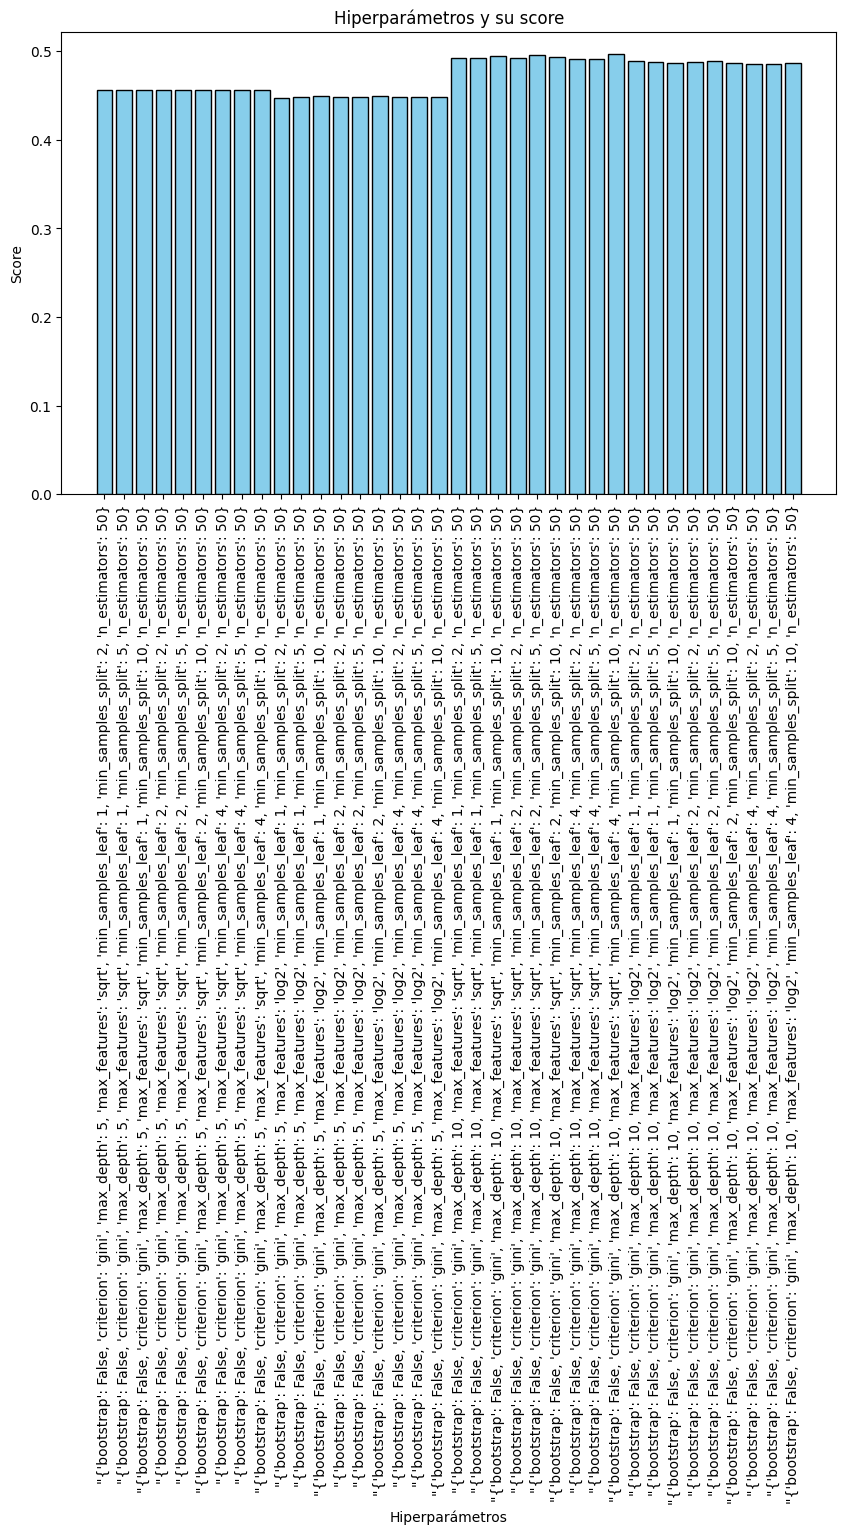 Hiperparámetros y su score
0.5
0.4
0.3
0.2
0.1
0.0
Score
"{'bootstrap': False, 'criterion': 'gini', 'max_depth': 5, 'max_features': 'sqrt', 'min_samples_leaf': 1, 'min_samples_split': 2, 'n_estimators': 50}
"{'bootstrap': False, 'criterion': 'gini', 'max_depth': 5, 'max_features': 'sqrt', 'min_samples_leaf': 1, 'min_samples_split': 5, 'n_estimators': 50}
"{'bootstrap': False, 'criterion': 'gini', 'max_depth': 5, 'max_features': 'sqrt', 'min_samples_leaf': 1, 'min_samples_split': 10, 'n_estimators': 50}
"{'bootstrap': False, 'criterion': 'gini', 'max_depth': 5, 'max_features': 'sqrt', 'min_samples_leaf': 2, 'min_samples_split': 2, 'n_estimators': 50}
"{'bootstrap': False, 'criterion': 'gini', 'max_depth': 5, 'max_features': 'sqrt', 'min_samples_leaf': 2, 'min_samples_split': 5, 'n_estimators': 50}
"{'bootstrap': False, 'criterion': 'gini', 'max_depth': 5, 'max_features': 'sqrt', 'min_samples_leaf': 2, 'min_samples_split': 10, 'n_estimators': 50}
"{'bootstrap': False, 'criterion': 'gini', 'max_depth': 5, 'max_features': 'sqrt', 'min_samples_leaf': 4, 'min_samples_split': 2, 'n_estimators': 50}
"{'bootstrap': False, 'criterion': 'gini', 'max_depth': 5, 'max_features': 'sqrt', 'min_samples_leaf': 4, 'min_samples_split': 5, 'n_estimators': 50}
"{'bootstrap': False, 'criterion': 'gini', 'max_depth': 5, 'max_features': 'sqrt', 'min_samples_leaf': 4, 'min_samples_split': 10, 'n_estimators': 50}
"{'bootstrap': False, 'criterion': 'gini', 'max_depth': 5, 'max_features': 'log2', 'min_samples_leaf': 1, 'min_samples_split': 2, 'n_estimators': 50}
"{'bootstrap': False, 'criterion': 'gini', 'max_depth': 5, 'max_features': 'log2', 'min_samples_leaf': 1, 'min_samples_split': 5, 'n_estimators': 50}
"{'bootstrap': False, 'criterion': 'gini', 'max_depth': 5, 'max_features': 'log2', 'min_samples_leaf': 1, 'min_samples_split': 10, 'n_estimators': 50}
"{'bootstrap': False, 'criterion': 'gini', 'max_depth': 5, 'max_features': 'log2', 'min_samples_leaf': 2, 'min_samples_split': 2, 'n_estimators': 50}
"{'bootstrap': False, 'criterion': 'gini', 'max_depth': 5, 'max_features': 'log2', 'min_samples_leaf': 2, 'min_samples_split': 5, 'n_estimators': 50}
"{'bootstrap': False, 'criterion': 'gini', 'max_depth': 5, 'max_features': 'log2', 'min_samples_leaf': 2, 'min_samples_split': 10, 'n_estimators': 50}
"{'bootstrap': False, 'criterion': 'gini', 'max_depth': 5, 'max_features': 'log2', 'min_samples_leaf': 4, 'min_samples_split': 2, 'n_estimators': 50}
"{'bootstrap': False, 'criterion': 'gini', 'max_depth': 5, 'max_features': 'log2', 'min_samples_leaf': 4, 'min_samples_split': 5, 'n_estimators': 50}
"{'bootstrap': False, 'criterion': 'gini', 'max_depth': 5, 'max_features': 'log2', 'min_samples_leaf': 4, 'min_samples_split': 10, 'n_estimators': 50}
"{'bootstrap': False, 'criterion': 'gini', 'max_depth': 10, 'max_features': 'sqrt', 'min_samples_leaf': 1, 'min_samples_split': 2, 'n_estimators': 50}
"{'bootstrap': False, 'criterion': 'gini', 'max_depth': 10, 'max_features': 'sqrt', 'min_samples_leaf': 1, 'min_samples_split': 5, 'n_estimators': 50}
"{'bootstrap': False, 'criterion': 'gini', 'max_depth': 10, 'max_features': 'sqrt', 'min_samples_leaf': 1, 'min_samples_split': 10, 'n_estimators': 50}
"{'bootstrap': False, 'criterion': 'gini', 'max_depth': 10, 'max_features': 'sqrt', 'min_samples_leaf': 2, 'min_samples_split': 2, 'n_estimators': 50}
"{'bootstrap': False, 'criterion': 'gini', 'max_depth': 10, 'max_features': 'sqrt', 'min_samples_leaf': 2, 'min_samples_split': 5, 'n_estimators': 50}
"{'bootstrap': False, 'criterion': 'gini', 'max_depth': 10, 'max_features': 'sqrt', 'min_samples_leaf': 2, 'min_samples_split': 10, 'n_estimators': 50}
"{'bootstrap': False, 'criterion': 'gini', 'max_depth': 10, 'max_features': 'sqrt', 'min_samples_leaf': 4, 'min_samples_split': 2, 'n_estimators': 50}
"{'bootstrap': False, 'criterion': 'gini', 'max_depth': 10, 'max_features': 'sqrt', 'min_samples_leaf': 4, 'min_samples_split': 5, 'n_estimators': 50}
"{'bootstrap': False, 'criterion': 'gini', 'max_depth': 10, 'max_features': 'sqrt', 'min_samples_leaf': 4, 'min_samples_split': 10, 'n_estimators': 50}
"{'bootstrap': False, 'criterion': 'gini', 'max_depth': 10, 'max_features': 'log2', 'min_samples_leaf': 1, 'min_samples_split': 2, 'n_estimators': 50}
"{'bootstrap': False, 'criterion': 'gini', 'max_depth': 10, 'max_features': 'log2', 'min_samples_leaf': 1, 'min_samples_split': 5, 'n_estimators': 50}
"{'bootstrap': False, 'criterion': 'gini', 'max_depth': 10, 'max_features': 'log2', 'min_samples_leaf': 1, 'min_samples_split': 10, 'n_estimators': 50}
"{'bootstrap': False, 'criterion': 'gini', 'max_depth': 10, 'max_features': 'log2', 'min_samples_leaf': 2, 'min_samples_split': 2, 'n_estimators': 50}
"{'bootstrap': False, 'criterion': 'gini', 'max_depth': 10, 'max_features': 'log2', 'min_samples_leaf': 2, 'min_samples_split': 5, 'n_estimators': 50}
"{'bootstrap': False, 'criterion': 'gini', 'max_depth': 10, 'max_features': 'log2', 'min_samples_leaf': 2, 'min_samples_split': 10, 'n_estimators': 50}
"{'bootstrap': False, 'criterion': 'gini', 'max_depth': 10, 'max_features': 'log2', 'min_samples_leaf': 4, 'min_samples_split': 2, 'n_estimators': 50}
"{'bootstrap': False, 'criterion': 'gini', 'max_depth': 10, 'max_features': 'log2', 'min_samples_leaf': 4, 'min_samples_split': 5, 'n_estimators': 50}
"{'bootstrap': False, 'criterion': 'gini', 'max_depth': 10, 'max_features': 'log2', 'min_samples_leaf': 4, 'min_samples_split': 10, 'n_estimators': 50}
Hiperparámetros